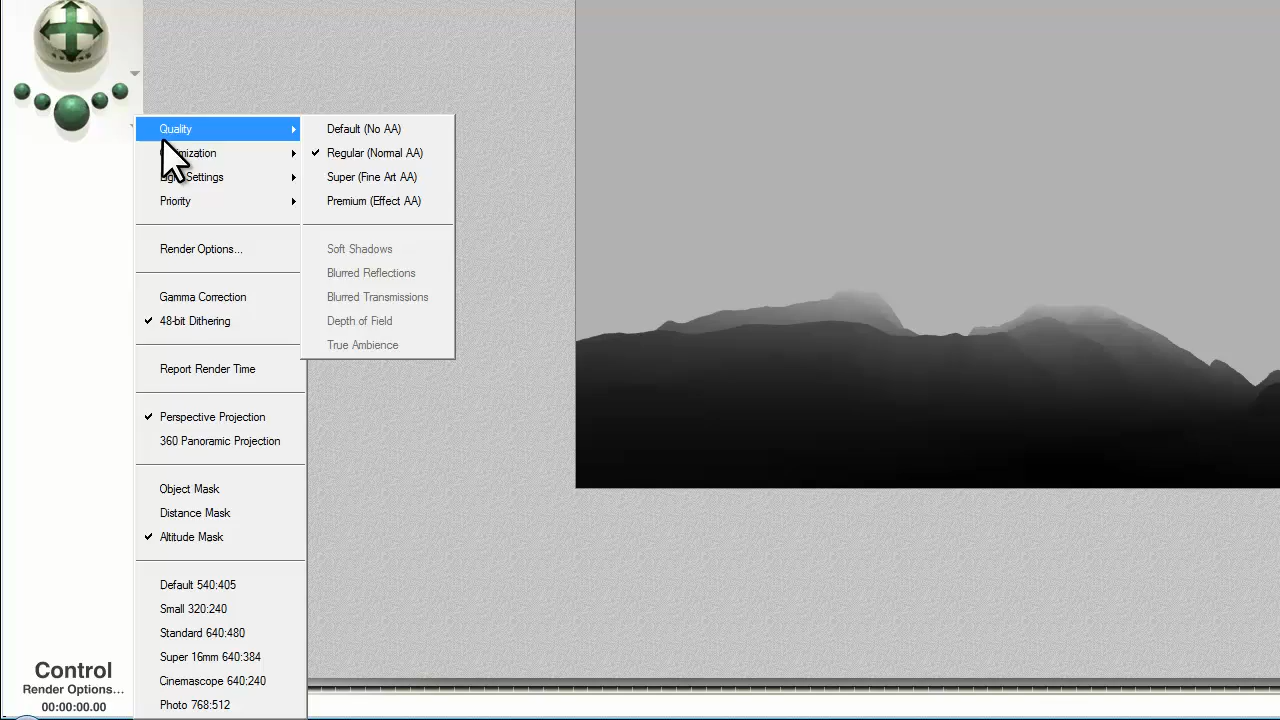 Quality
Optimization
Light Settings
Priority
Render Options...
Gamma Correction
48-bit Dithering
Report Render Time
Perspective Projection
360 Panoramic Projection
Object Mask
Distance Mask
Altitude Mask
Default 540:405
Small 320:240
Standard 640:480
Super 16mm 640:384
Cinemascope 640:240
Photo 768:512
Default (No AA)
Regular (Normal AA)
Super (Fine Art AA)
Premium (Effect AA)
Soft Shadows
Blurred Reflections
Blurred Transmissions
Depth of Field
True Ambience
Control
Render Options...
00:00:00.00